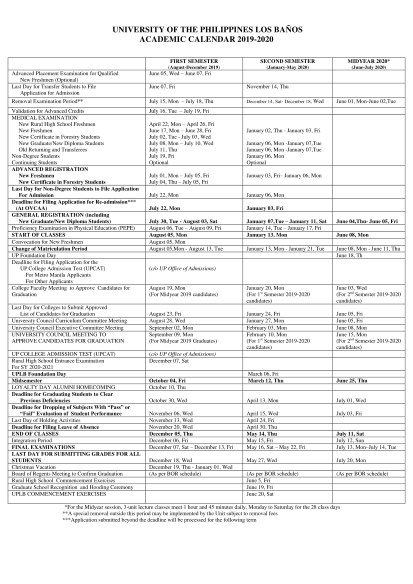 UNIVERSITY OF THE PHILIPPINES LOS BAÑOS
ACADEMIC CALENDAR 2019-2020
FIRST SEMESTER SECOND SEMESTER MIDYEAR 2020*
(August-December 2019) (January-May 2020) (June-July 2020)
Advanced Placement Examination for Qualified June 05, Wed – June 07, Fri
New Freshmen (Optional)
Last Day for Transfer Students to File June 07, Fri November 14, Thu
Application for Admission
Removal Examination Period** July 15, Mon – July 18, Thu December 14, Sat- December 18, Wed June 01, Mon-June 02,Tue
Validation for Advanced Credits July 16, Tue – July 19, Fri
MEDICAL EXAMINATION
New Rural High School Freshmen April 22, Mon – April 26, Fri
New Freshmen June 17, Mon – June 28, Fri January 02, Thu – January 03, Fri
New Certificate in Forestry Students July 02, Tue - July 03, Wed
New Graduate/New Diploma Students July 08, Mon – July 10, Wed January 06, Mon -January 07,Tue
Old Returning and Transferees July 11, Thu January 06, Mon -January 07,Tue
Non-Degree Students July 19, Fri January 06, Mon
Continuing Students Optional Optional
ADVANCED REGISTRATION
New Freshmen July 01, Mon – July 05, Fri January 03, Fri- January 06, Mon
New Certificate in Forestry Students July 04, Thu – July 05, Fri
Last Day for Non-Degree Students to File Application
For Admission July 22, Mon January 06, Mon
Deadline for Filing Application for Re-admission***
(At OVCAA) July 22, Mon January 03, Fri
GENERAL REGISTRATION (including
New Graduate/New Diploma Students) July 30, Tue - August 03, Sat January 07,Tue – January 11, Sat June 04,Thu- June 05, Fri
Proficiency Examination in Physical Education (PEPE) August 06, Tue – August 09, Fri January 14, Tue – January 17, Fri
START OF CLASSES August 05, Mon January 13, Mon June 08, Mon
Convocation for New Freshmen August 05, Mon
Change of Matriculation Period August 05,Mon - August 13, Tue January 13, Mon - January 21, Tue June 08, Mon - June 11, Thu
UP Foundation Day June 18, Th
Deadline for Filing Application for the
UP College Admission Test (UPCAT) (c/o UP Office of Admissions)
For Metro Manila Applicants
For Other Applicants
College Faculty Meeting to Approve Candidates for August 19, Mon January 20, Mon June 03, Wed
Graduation (For Midyear 2019 candidates) (For 1st Semester 2019-2020 (For 2nd Semester 2019-2020
candidates) candidates)
Last Day for Colleges to Submit Approved
List of Candidates for Graduation August 23, Fri January 24, Fri June 05, Fri
University Council Curriculum Committee Meeting August 28, Wed January 27, Mon June 05, Fri
University Council Executive Committee Meeting September 02, Mon February 03, Mon June 08, Mon
UNIVERSITY COUNCIL MEETING TO September 09, Mon February 10, Mon June 15, Mon
APPROVE CANDIDATES FOR GRADUATION (For Midyear 2019 candidates) (For 1st Semester 2019-2020 (For 2nd Semester 2019-2020
candidates) candidates)
UP COLLEGE ADMISSION TEST (UPCAT) (c/o UP Office of Admissions)
Rural High School Entrance Examination December 07, Sat
For SY 2020-2021
UPLB Foundation Day March 06, Fri
Midsemester October 04, Fri March 12, Thu June 25, Thu
LOYALTY DAY ALUMNI HOMECOMING October 10, Thu
Deadline for Graduating Students to Clear
Previous Deficiencies October 30, Wed April 13, Mon July 01, Wed
Deadline for Dropping of Subjects With “Pass” or
“Fail” Evaluation of Student Performance November 06, Wed April 15, Wed July 03, Fri
Last Day of Holding Activities November 13, Wed April 24, Fri
Deadline for Filing Leave of Absence November 20, Wed April 30, Thu
END OF CLASSES December 05, Thu May 14, Thu July 11, Sat
Integration Period December 06, Fri May 15, Fri July 12, Sun
FINAL EXAMINATIONS December 07, Sat – December 13, Fri May 16, Sat – May 22, Fri July 13, Mon-July 14, Tue
LAST DAY FOR SUBMITTING GRADES FOR ALL
STUDENTS December 18, Wed May 27, Wed July 20, Mon
Christmas Vacation December 19, Thu - January 01, Wed
Board of Regents Meeting to Confirm Graduation (As per BOR schedule) (As per BOR schedule) (As per BOR schedule)
Rural High School Commencement Exercises June 5, Fri
Graduate School Recognition and Hooding Ceremony June 19, Fri
UPLB COMMENCEMENT EXERCISES June 20, Sat
*For the Midyear session, 3-unit lecture classes meet 1 hour and 45 minutes daily, Monday to Saturday for the 28 class days
**A special removal outside this period may be implemented by the Unit subject to removal fees
***Application submitted beyond the deadline will be processed for the following term